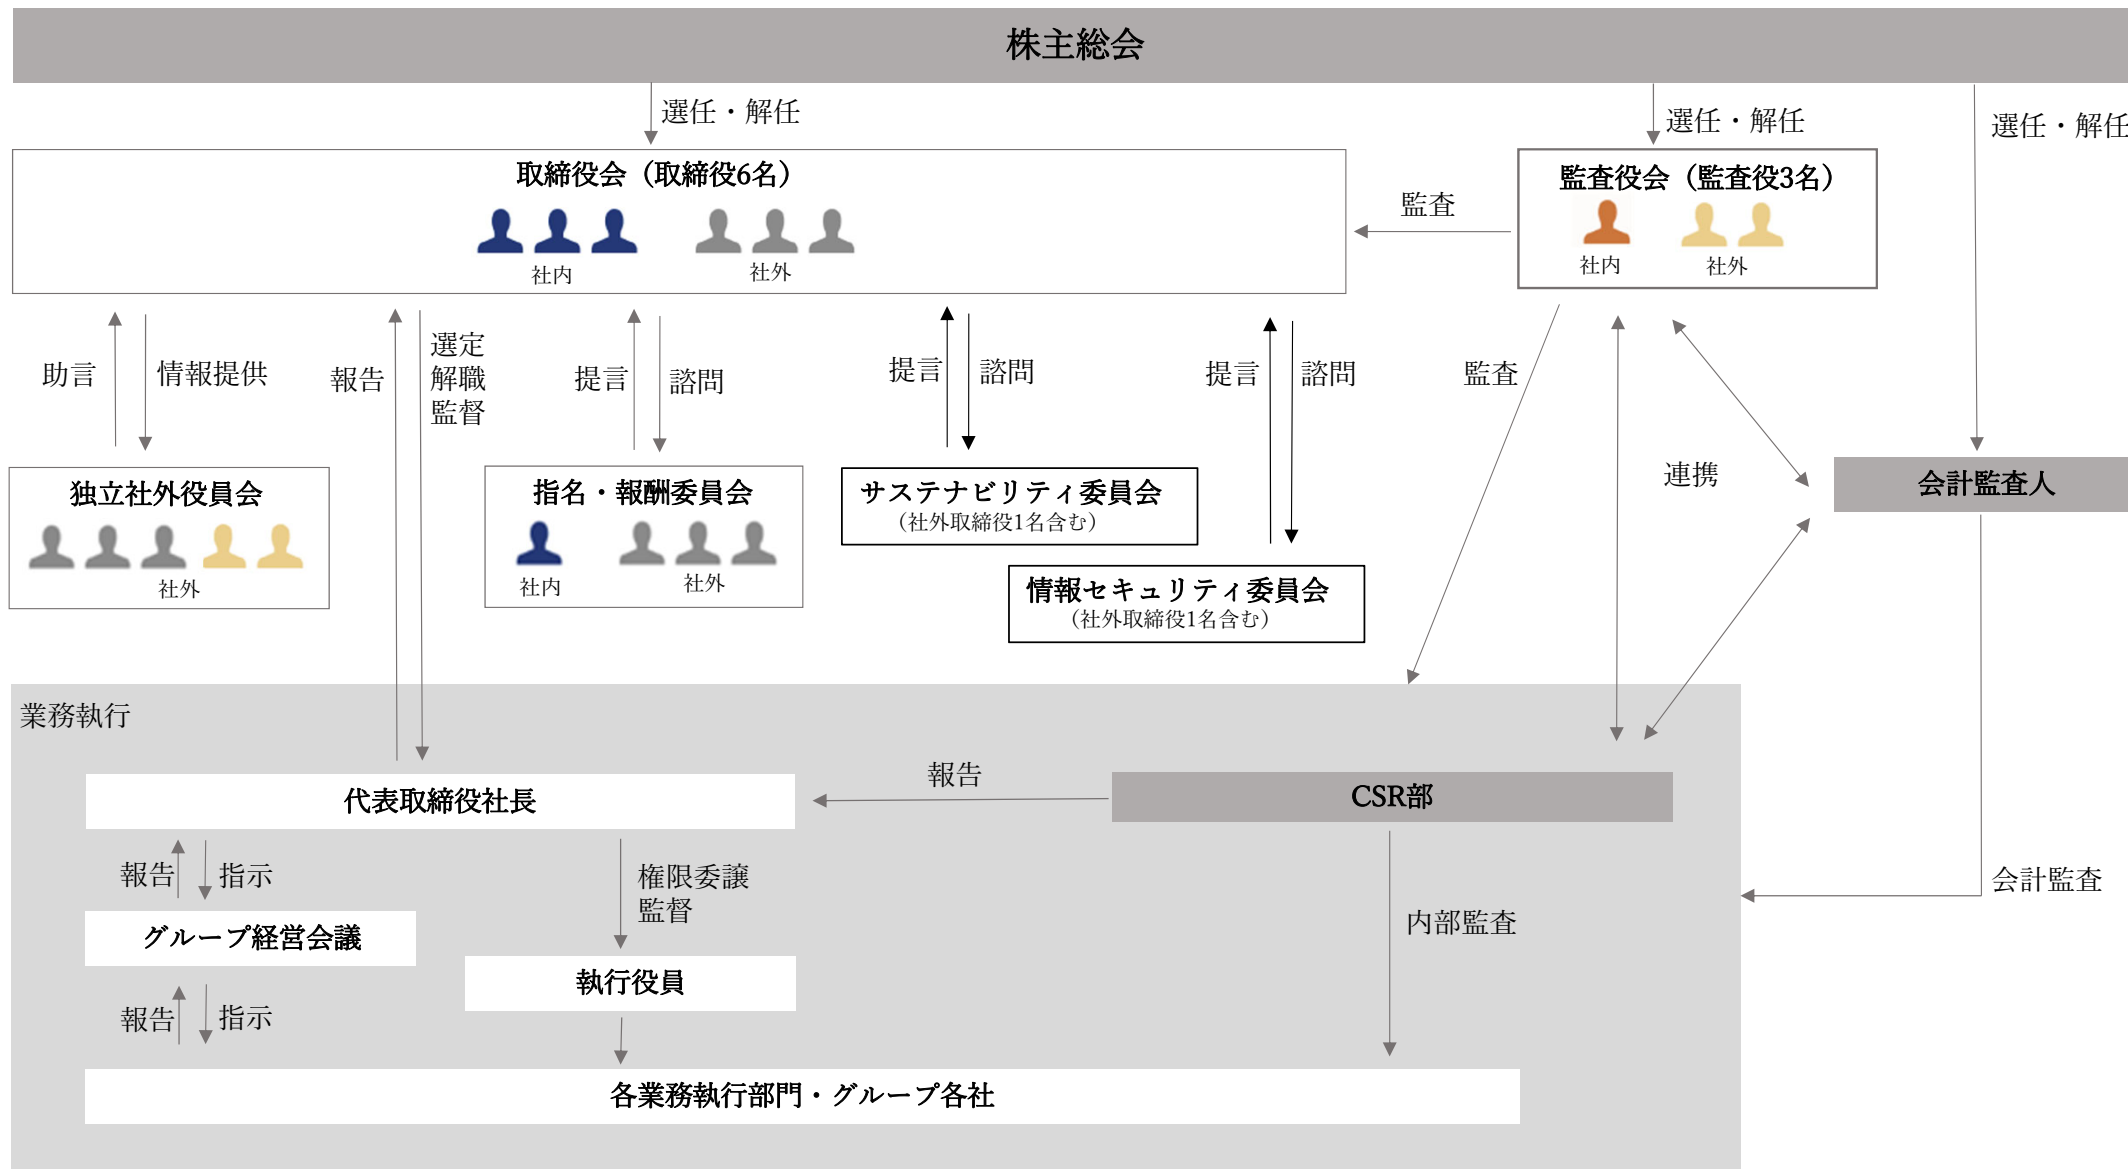 株主総会
選任・解任
選任・解任
選任・解任
取締役会（取締役6名）
社内
社外
監査
監査役会（監査役3名）
社内
社外
助言
情報提供
報告
選定
解職
監督
提言
諮問
提言
諮問
提言
諮問
監査
連携
独立社外役員会
社外
指名・報酬委員会
社内
社外
サステナビリティ委員会
（社外取締役1名含む）
情報セキュリティ委員会
（社外取締役1名含む）
会計監査人
業務執行
代表取締役社長
報告
CSR部
報告
指示
権限委譲
監督
内部監査
会計監査
グループ経営会議
執行役員
報告
指示
各業務執行部門・グループ各社